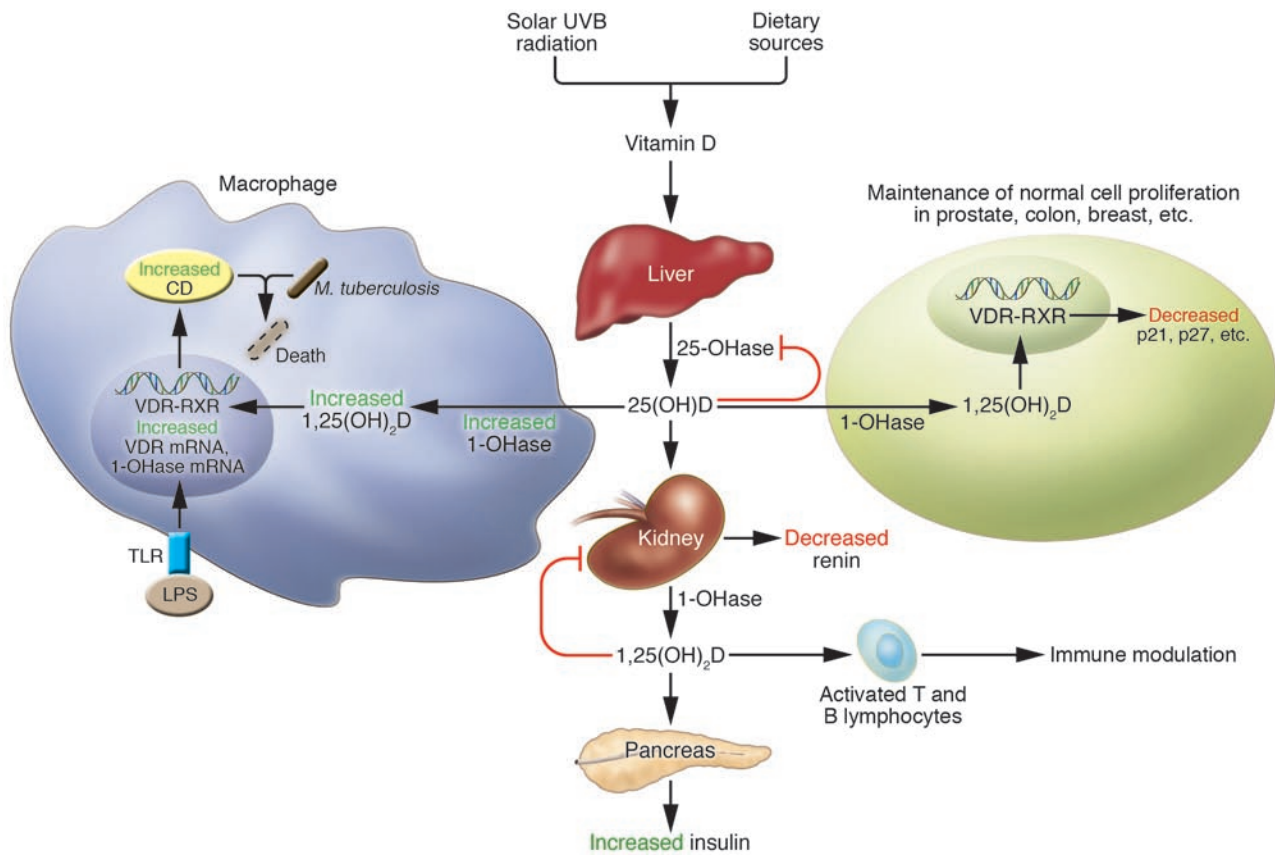 Solar UVB
radiation
Dietary
sources
Vitamin D
Macrophage
Maintenance of normal cell proliferation
in prostate, colon, breast, etc.
Liver
Increased
CD
M. tuberculosis
Death
VDR-RXR
Decreased
p21, p27, etc.
25-OHase
VDR-RXR
Increased
VDR mRNA,
1-OHase mRNA
Increased
1,25(OH)₂D
Increased
1-OHase
25(OH)D
1-OHase
1,25(OH)₂D
TLR
LPS
Kidney
Decreased
renin
1-OHase
1,25(OH)₂D
Activated T and
B lymphocytes
Immune modulation
Pancreas
Increased insulin